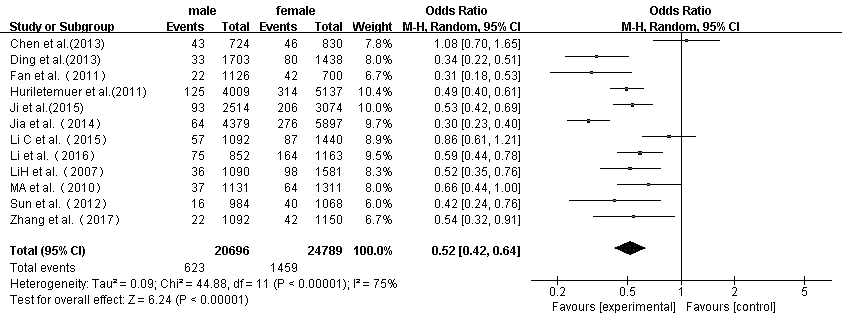 male female Odds Ratio Odds Ratio
Study or Subgroup Events Total Events Total Weight M-H, Random, 95% CI M-H, Random, 95% CI
Chen et al.(2013) 43 724 46 830 7.8% 1.08 [0.70, 1.65]
Ding et al.(2013) 33 1703 80 1438 8.0% 0.34 [0.22, 0.51]
Fan et al.（2011) 22 1126 42 700 6.5% 0.31 [0.18, 0.53]
Huriletemuer et al.(2011) 125 4009 314 5137 10.4% 0.49 [0.40, 0.61]
Ji et al.(2015) 93 2514 206 3074 10.0% 0.53 [0.42, 0.69]
Jia et al.（2014) 64 4379 276 5897 9.7% 0.30 [0.23, 0.40]
Li C et al.（2015) 57 1092 87 1440 8.9% 0.86 [0.61, 1.21]
Li et al.（2016) 75 852 164 1163 9.5% 0.59 [0.44, 0.78]
LiH et al.（2007) 36 1090 98 1581 8.3% 0.52 [0.35, 0.76]
MA et al.（2010) 37 1131 64 1311 8.0% 0.66 [0.44, 1.00]
Sun et al.（2012) 16 984 40 1068 5.8% 0.42 [0.24, 0.76]
Zhang et al.（2017) 22 1092 42 1150 6.7% 0.54 [0.32, 0.91]
Total (95% CI) 20696 24789 100.0% 0.52 [0.42, 0.64]
Total events 623 1459
Heterogeneity: Tau² = 0.09; Chi² = 44.88, df = 11 (P < 0.00001); I² = 75%
Test for overall effect: Z = 6.24 (P < 0.00001)
0.2 0.5 1 2 5
Favours [experimental] Favours [control]